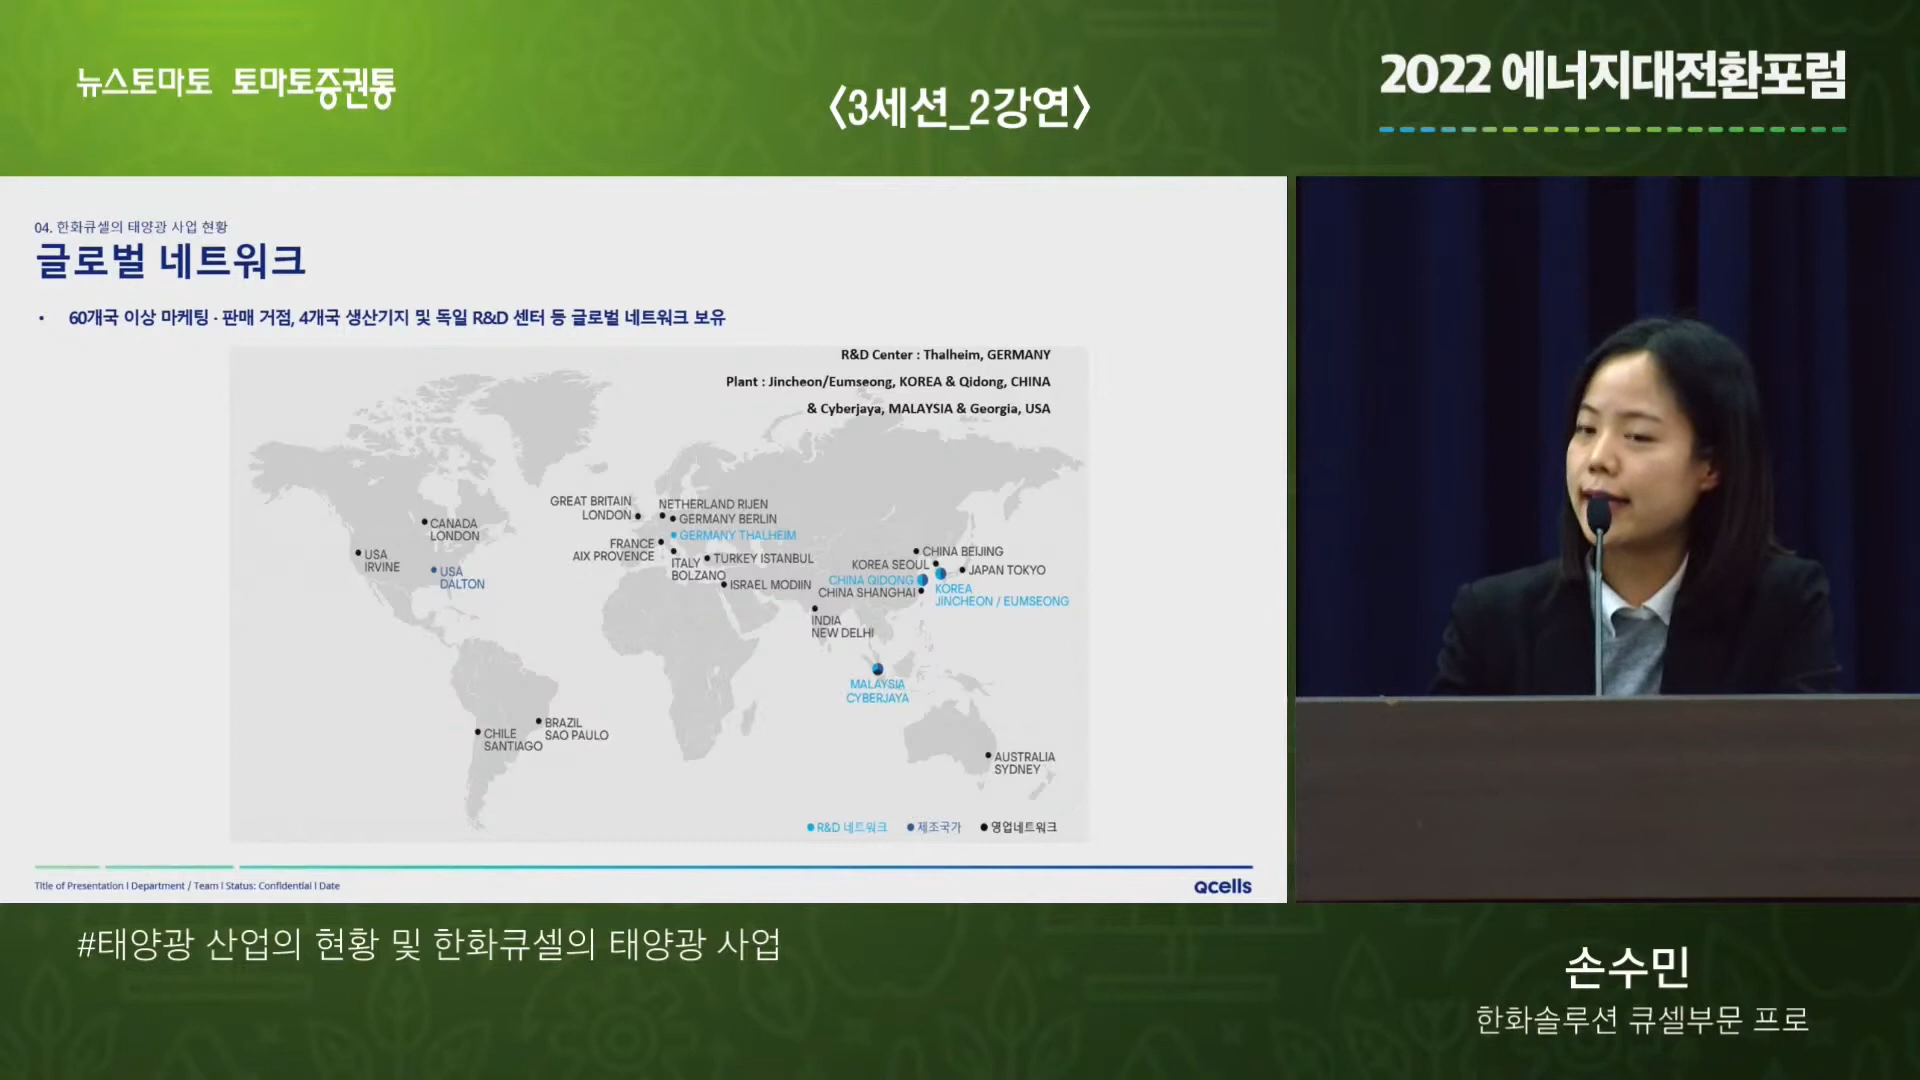 뉴스토마토 토마토증권통
〈3세션_2강연〉
2022 에너지대전환포럼
04. 한화큐셀의 태양광 사업 현황
글로벌 네트워크
• 60개국 이상 마케팅 · 판매 거점, 4개국 생산기지 및 독일 R&D 센터 등 글로벌 네트워크 보유
R&D Center : Thalheim, GERMANY
Plant : Jincheon/Eumseong, KOREA & Qidong, CHINA
& Cyberjaya, MALAYSIA & Georgia, USA
GREAT BRITAIN
LONDON
NETHERLAND RIJEN
GERMANY BERLIN
GERMANY THALHEIM
FRANCE
AIX PROVENCE
ITALY
BOLZANO
TURKEY ISTANBUL
ISRAEL MODIIN
CANADA
LONDON
USA
IRVINE
USA
DALTON
CHINA BEIJING
KOREA SEOUL
JAPAN TOKYO
CHINA QIDONG
CHINA SHANGHAI
KOREA
JINCHEON / EUMSEONG
INDIA
NEW DELHI
MALAYSIA
CYBERJAYA
BRAZIL
SAO PAULO
CHILE
SANTIAGO
AUSTRALIA
SYDNEY
R&D 네트워크
제조국가
영업네트워크
Title of Presentation I Department / Team I Status: Confidential I Date
Qcells
#태양광 산업의 현황 및 한화큐셀의 태양광 사업
손수민
한화솔루션 큐셀부문 프로